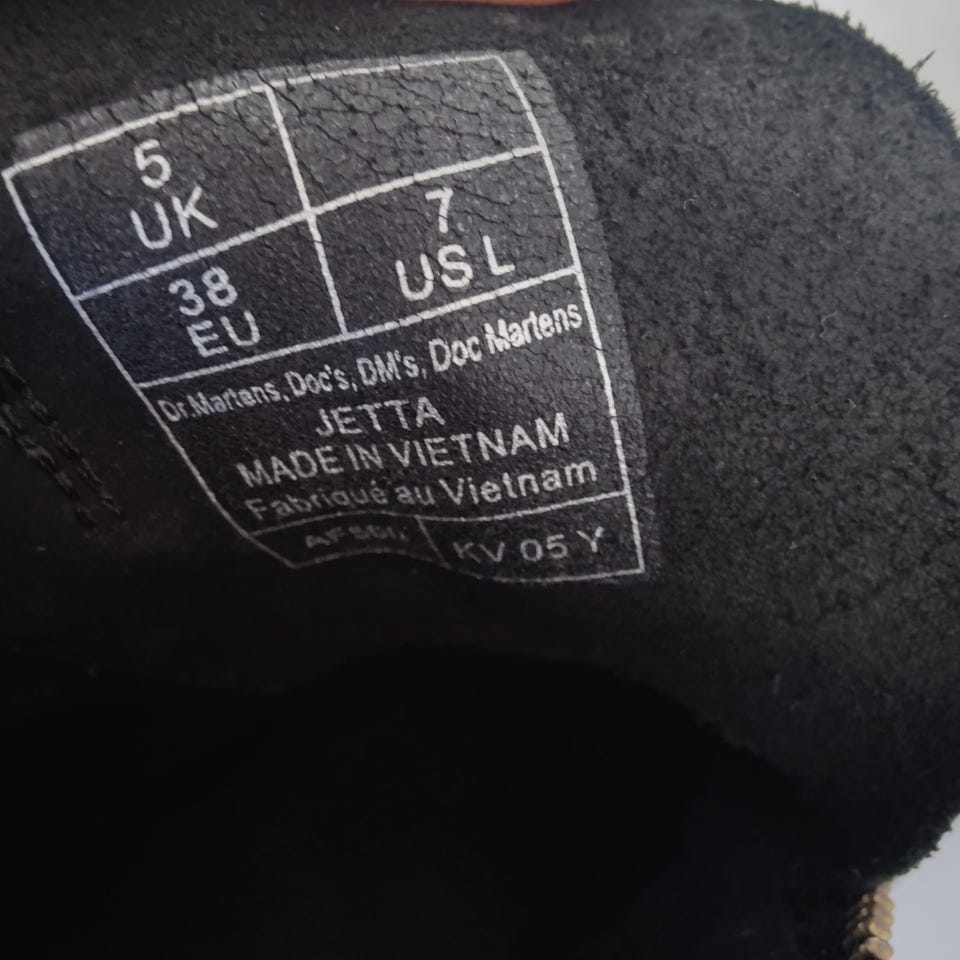 5
UK
38
EU
7
US L
Dr.Martens, Doc's, DM's, Doc Martens
JETTA
MADE IN VIETNAM
Fabriqué au Vietnam
KV 05 Y